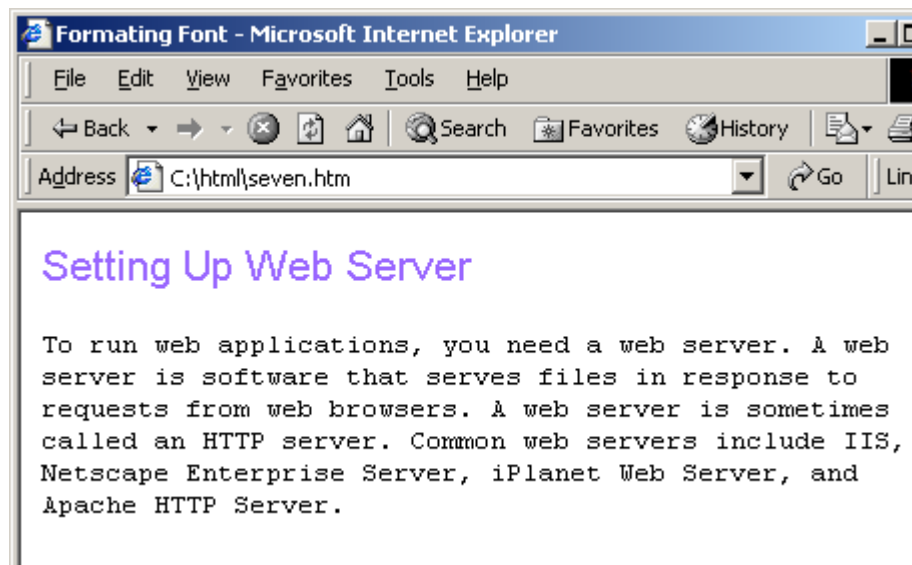 Formating Font - Microsoft Internet Explorer
File Edit View Favorites Tools Help
Back Search Favorites History
Address C:\html\seven.htm Go
Setting Up Web Server
To run web applications, you need a web server. A web
server is software that serves files in response to
requests from web browsers. A web server is sometimes
called an HTTP server. Common web servers include IIS,
Netscape Enterprise Server, iPlanet Web Server, and
Apache HTTP Server.